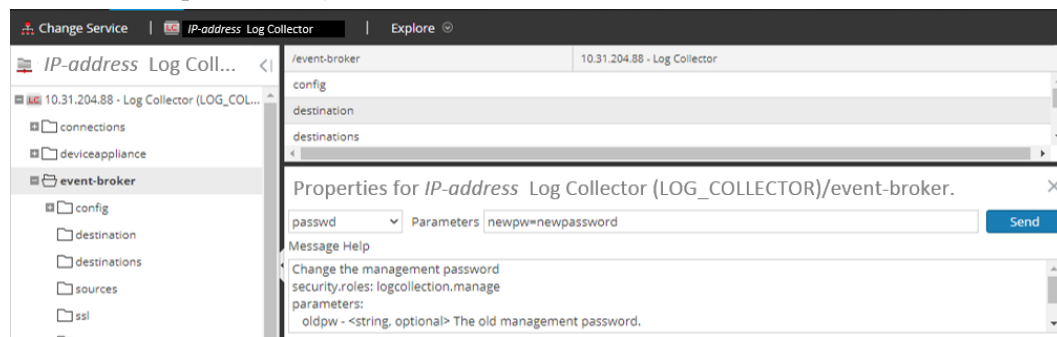 Change Service | LC IP-address Log Collector | Explore
IP-address Log Coll...
/event-broker 10.31.204.88 - Log Collector
config
destination
destinations
LC 10.31.204.88 - Log Collector (LOG_COL...
connections
deviceappliance
event-broker
config
destination
destinations
sources
ssl
Properties for IP-address Log Collector (LOG_COLLECTOR)/event-broker.
passwd Parameters newpw=newpassword Send
Message Help
Change the management password
security.roles: logcollection.manage
parameters:
oldpw - <string, optional> The old management password.